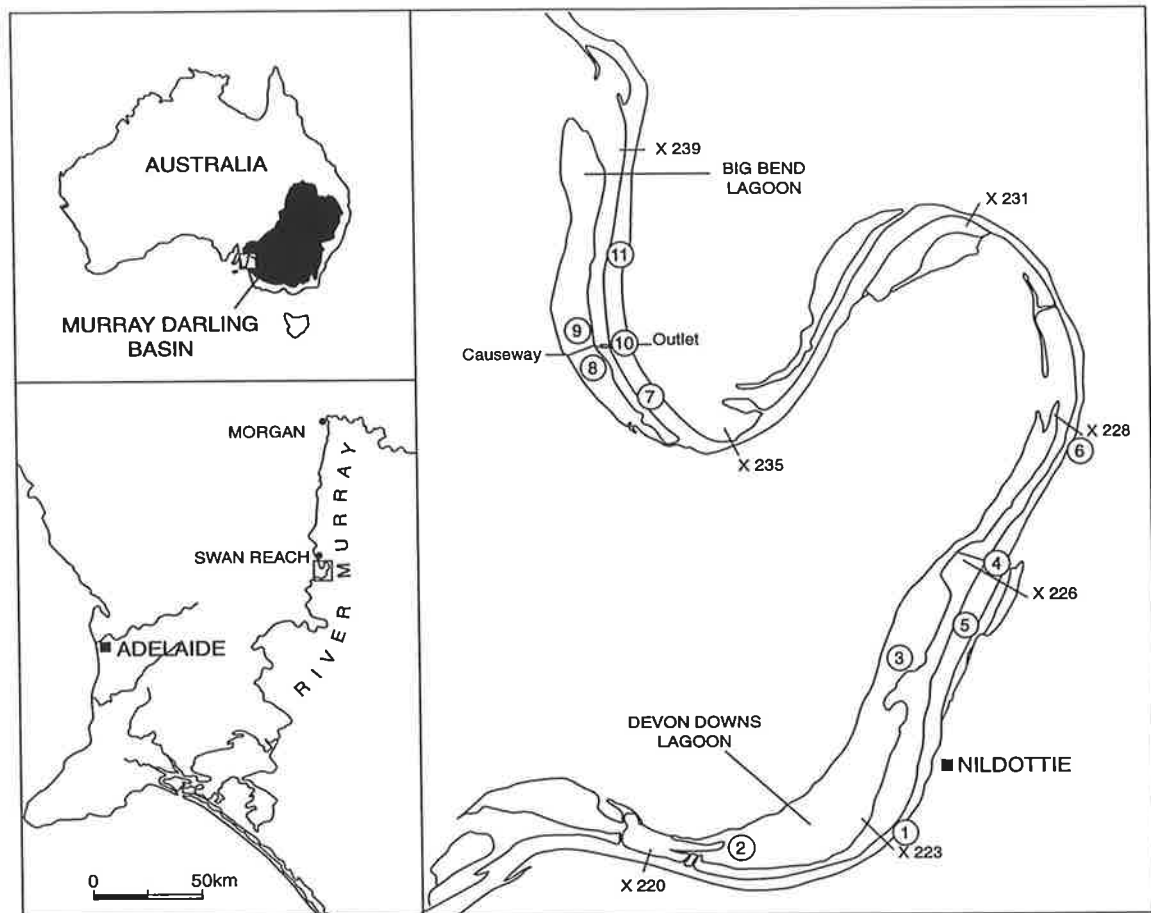 AUSTRALIA
MURRAY DARLING
BASIN
MORGAN
SWAN REACH
RIVER MURRAY
ADELAIDE
0 50km
X 239
BIG BEND
LAGOON
X 231
11
9
10
Outlet
Causeway
8
7
X 235
X 228
6
4
X 226
5
3
DEVON DOWNS
LAGOON
NILDOTTIE
1
2
X 223
X 220